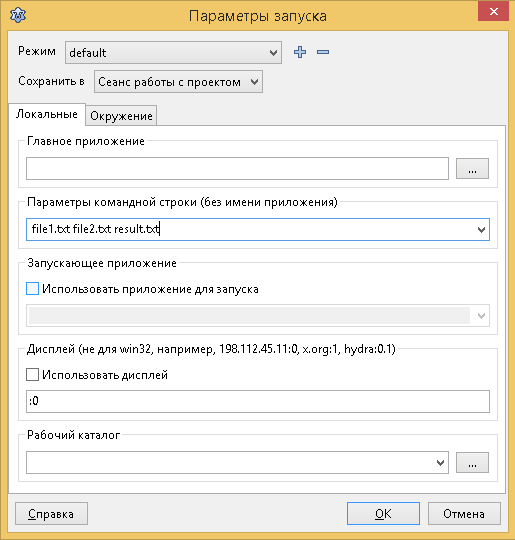 Параметры запуска
Режим default
Сохранить в Сеанс работы с проектом
Локальные Окружение
Главное приложение
...
Параметры командной строки (без имени приложения)
file1.txt file2.txt result.txt
Запускающее приложение
Использовать приложение для запуска
Дисплей (не для win32, например, 198.112.45.11:0, x.org:1, hydra:0.1)
Использовать дисплей
:0
Рабочий каталог
...
Справка OK Отмена